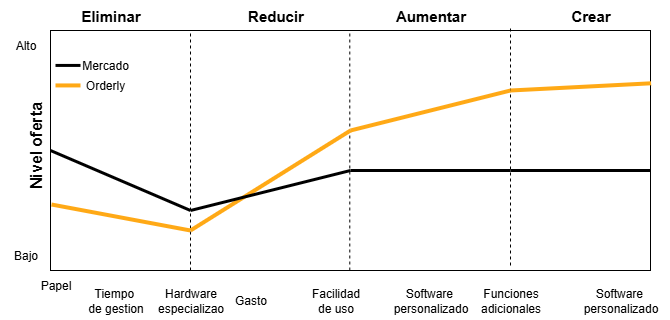 Eliminar
Reducir
Aumentar
Crear
Alto
Mercado
Orderly
Nivel oferta
Bajo
Papel
Tiempo
de gestion
Hardware
especializao
Gasto
Facilidad
de uso
Software
personalizado
Funciones
adicionales
Software
personalizado